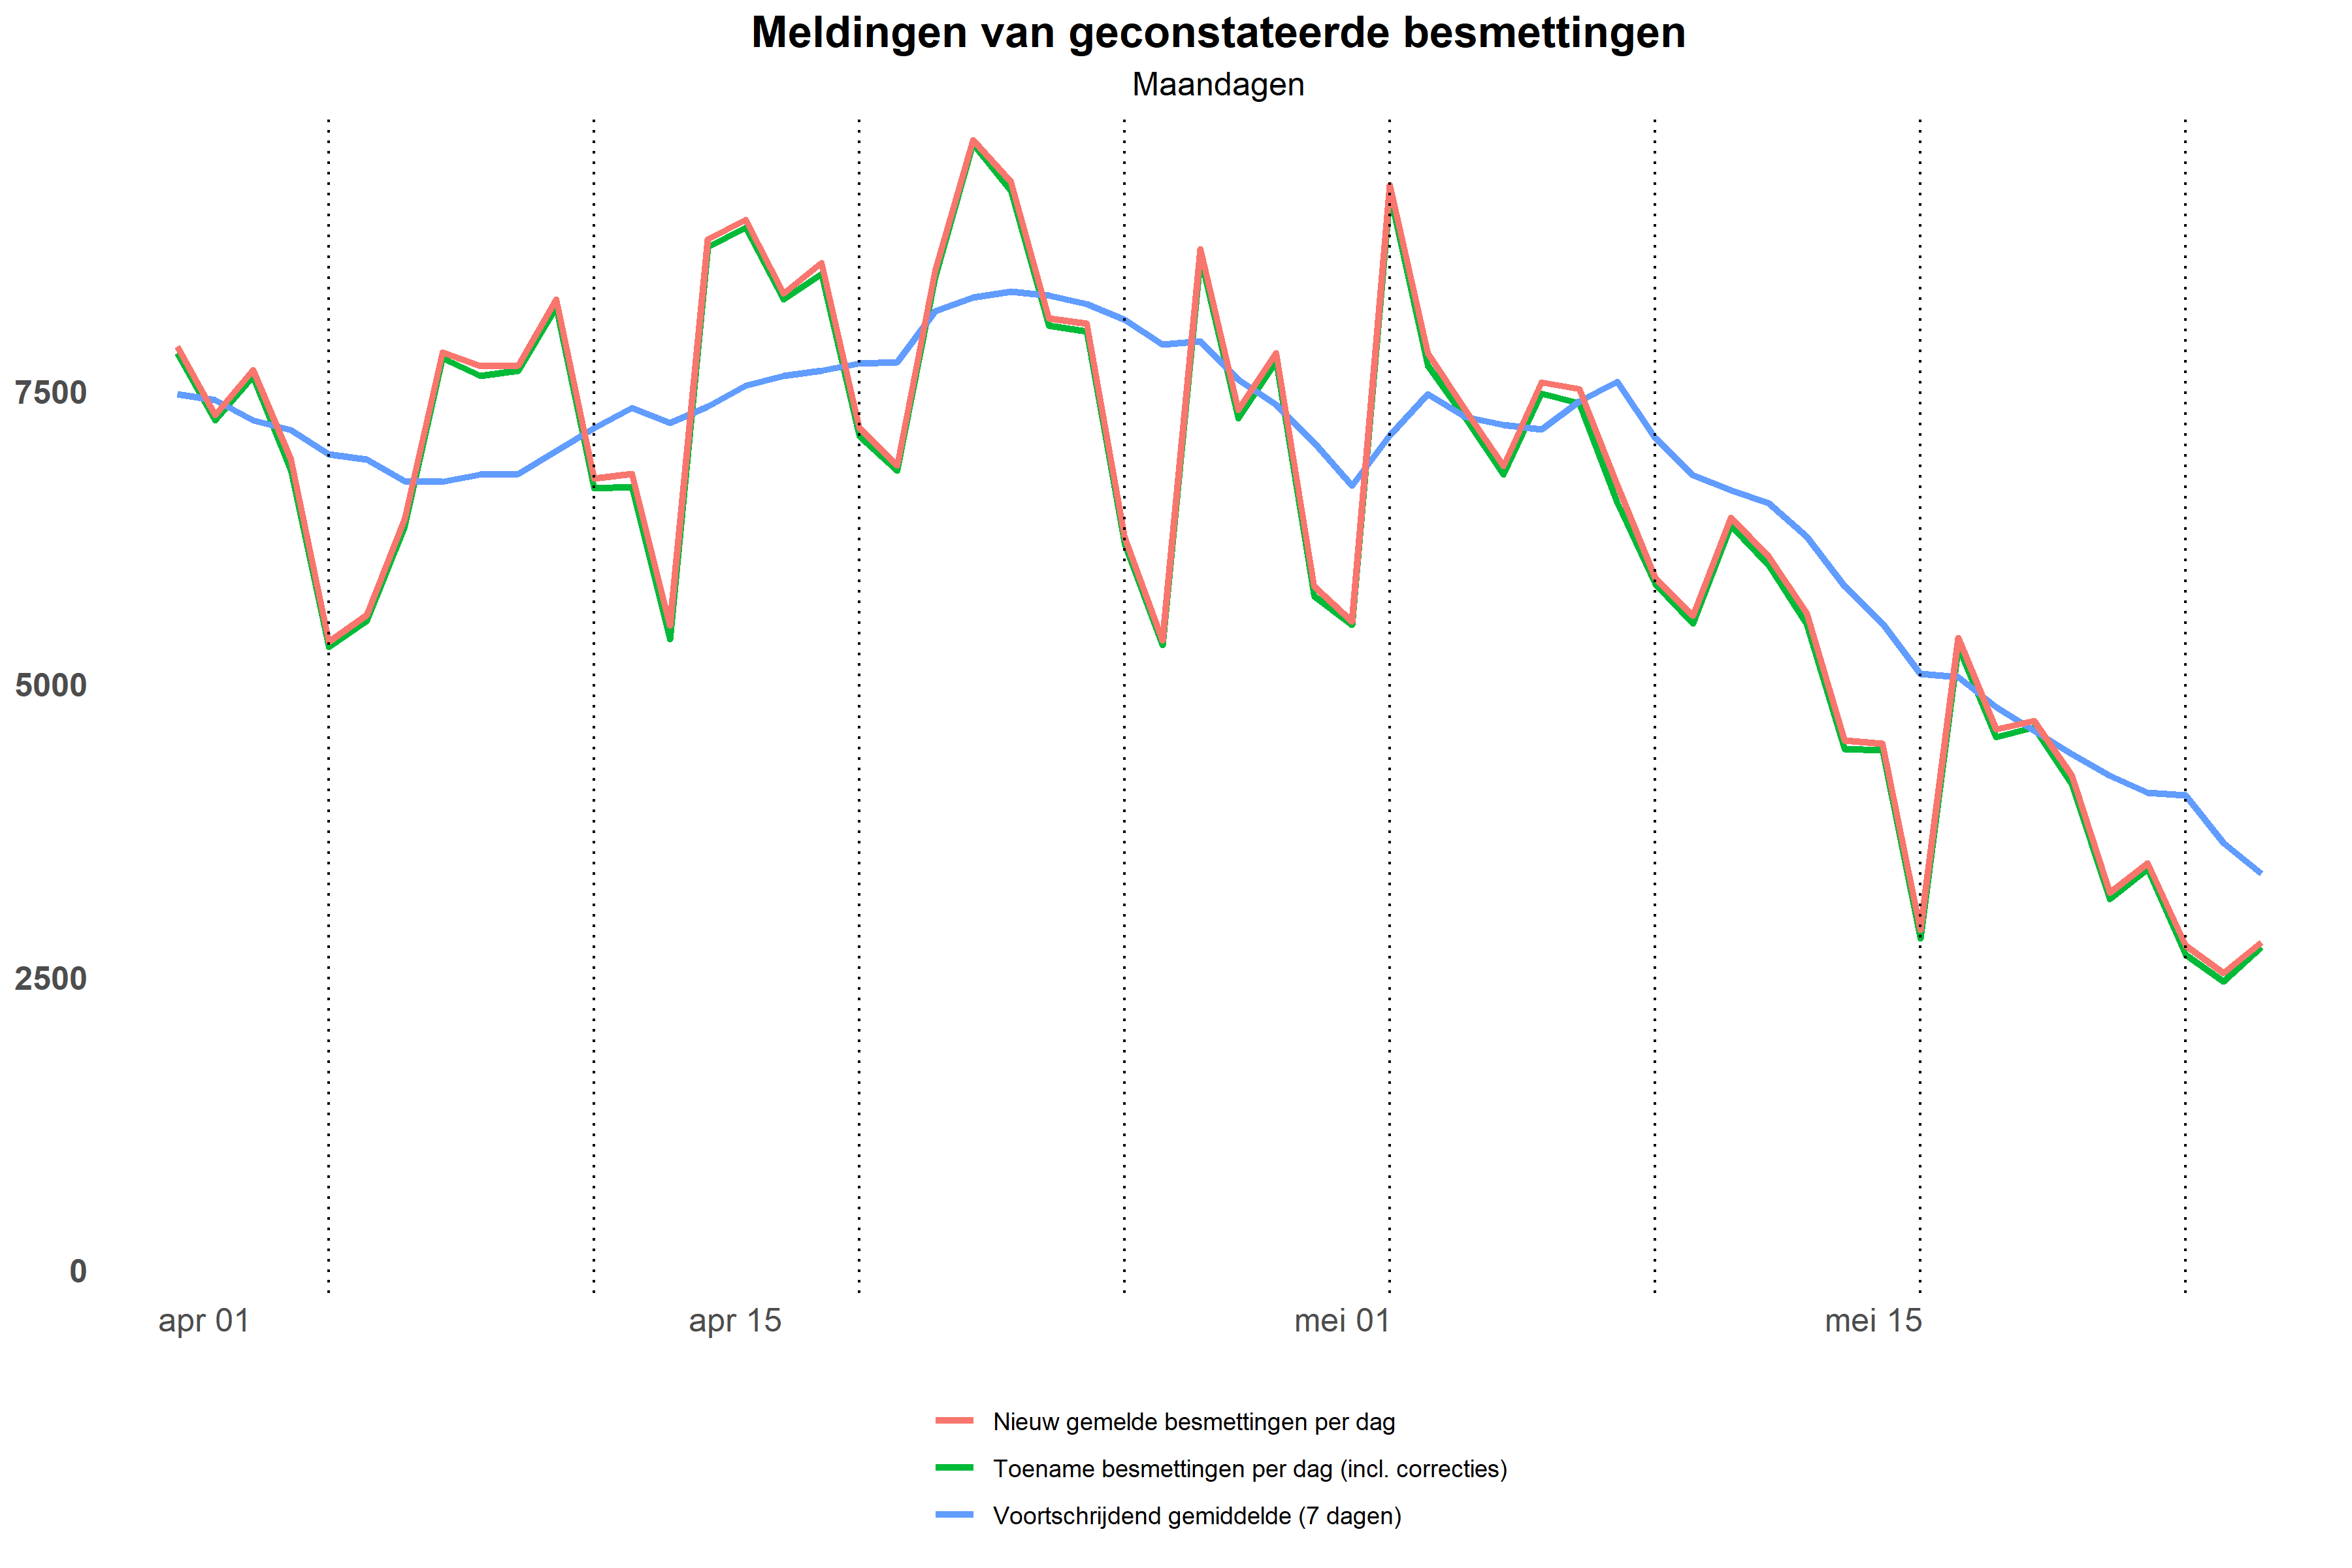 Meldingen van geconstateerde besmettingen
Maandagen
7500
5000
2500
0
apr 01
apr 15
mei 01
mei 15
Nieuw gemelde besmettingen per dag
Toename besmettingen per dag (incl. correcties)
Voortschrijdend gemiddelde (7 dagen)